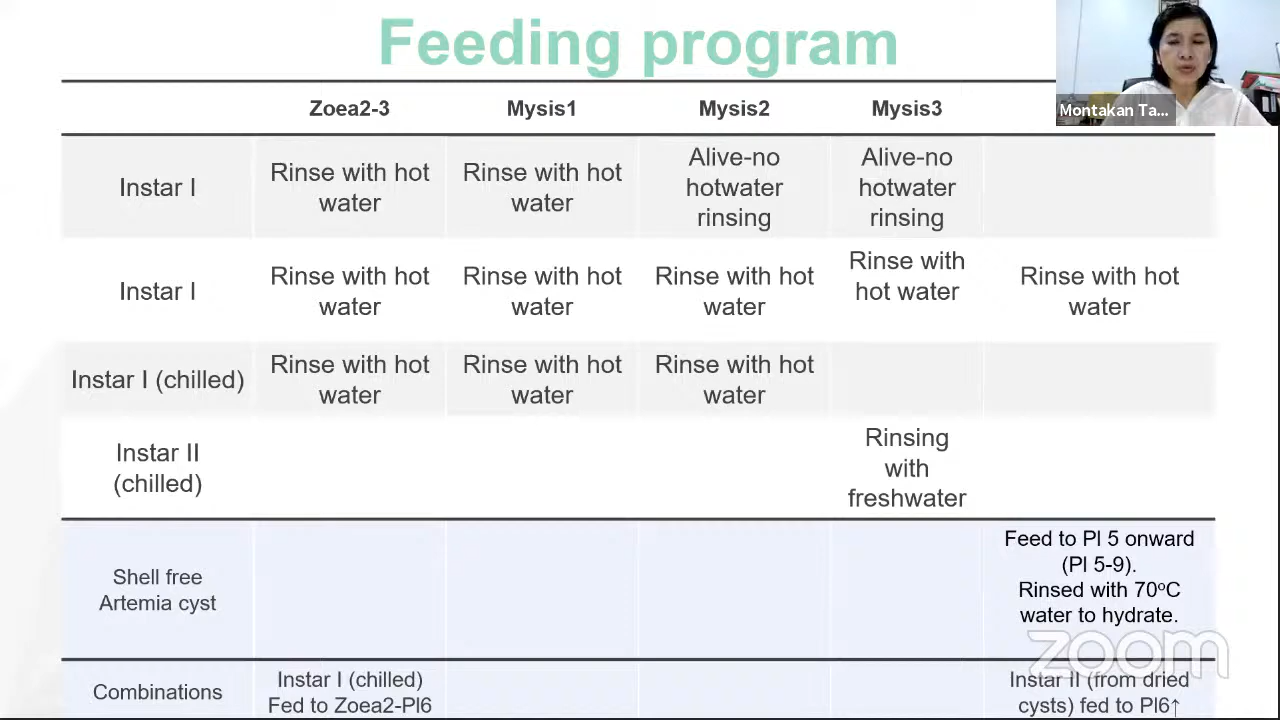 Feeding program
Montakan Ta...
Zoea2-3
Mysis1
Mysis2
Mysis3
Instar I
Rinse with hot
water
Rinse with hot
water
Alive-no
hotwater
rinsing
Alive-no
hotwater
rinsing
Instar I
Rinse with hot
water
Rinse with hot
water
Rinse with hot
water
Rinse with
hot water
Rinse with hot
water
Instar I (chilled)
Rinse with hot
water
Rinse with hot
water
Rinse with hot
water
Instar II
(chilled)
Rinsing
with
freshwater
Shell free
Artemia cyst
Feed to Pl 5 onward
(Pl 5-9).
Rinsed with 70ºC
water to hydrate.
zoom
Combinations
Instar I (chilled)
Fed to Zoea2-Pl6
Instar II (from dried
cysts) fed to Pl6↑